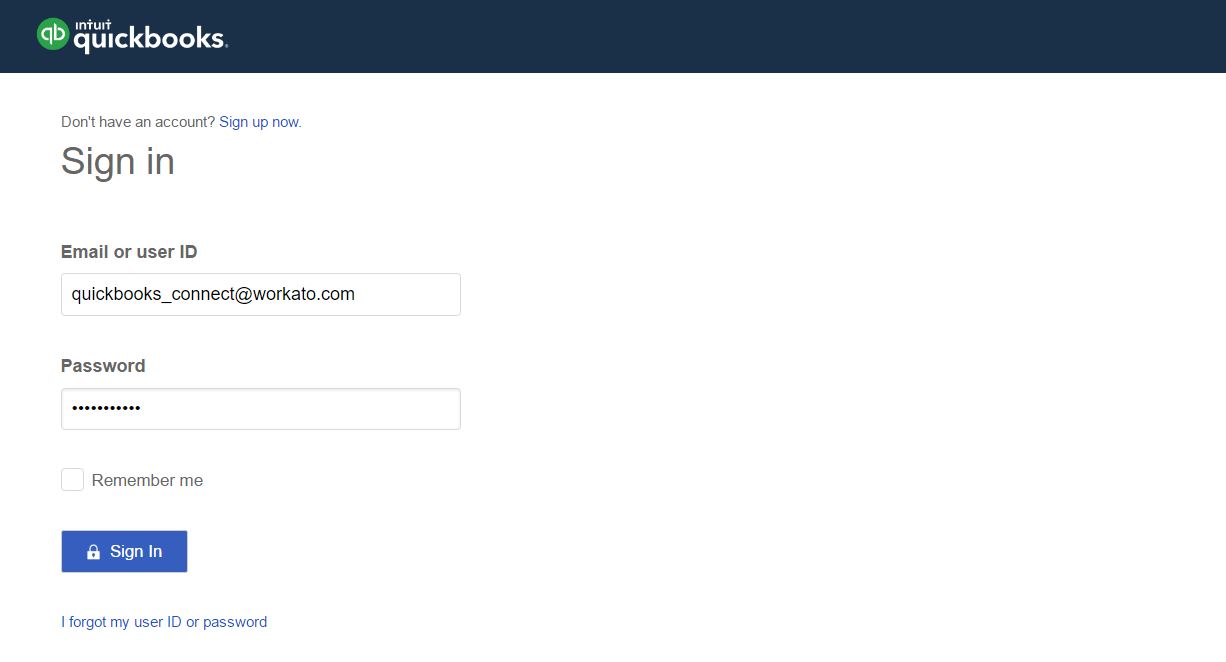 intuit
quickbooks.
Don't have an account? Sign up now.
Sign in
Email or user ID
quickbooks_connect@workato.com
Password
•••••••••••
Remember me
Sign In
I forgot my user ID or password